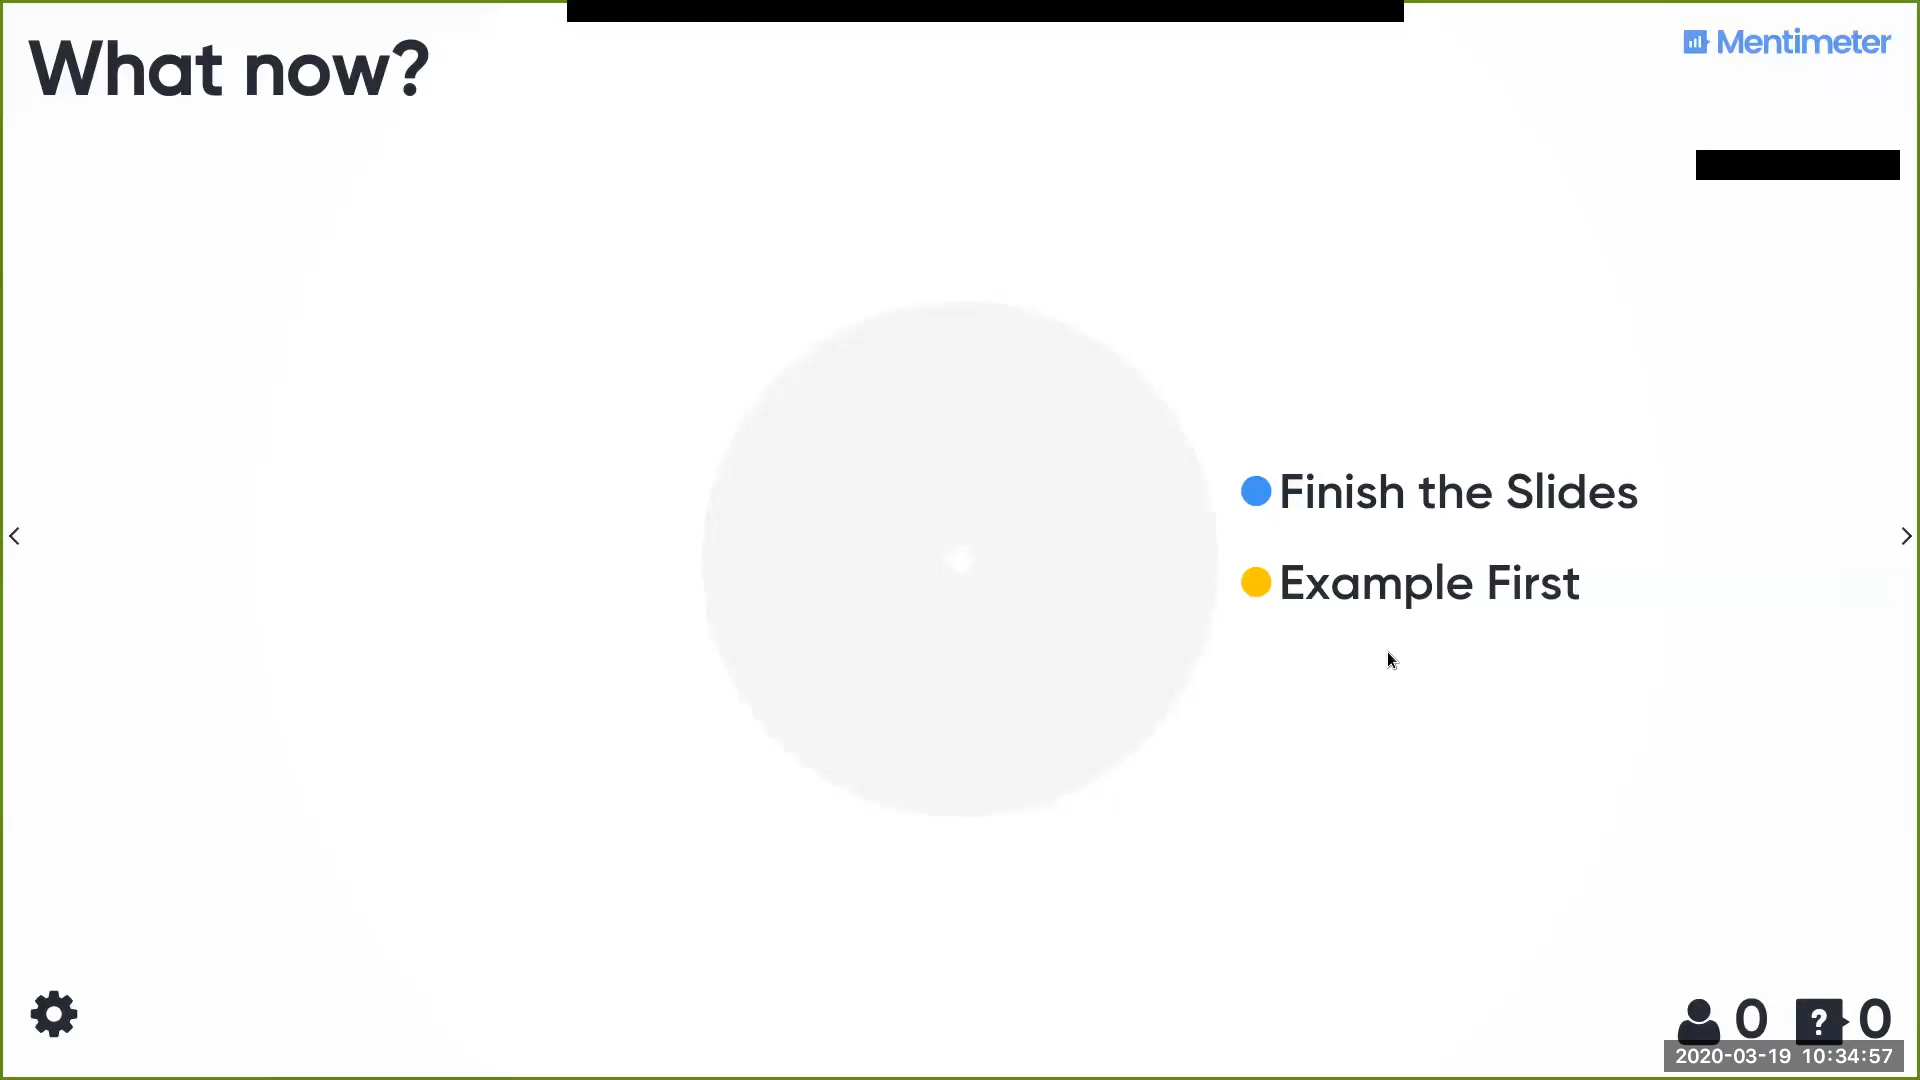 What now?
Mentimeter
Finish the Slides
Example First
0
? 0
2020-03-19 10:34:57